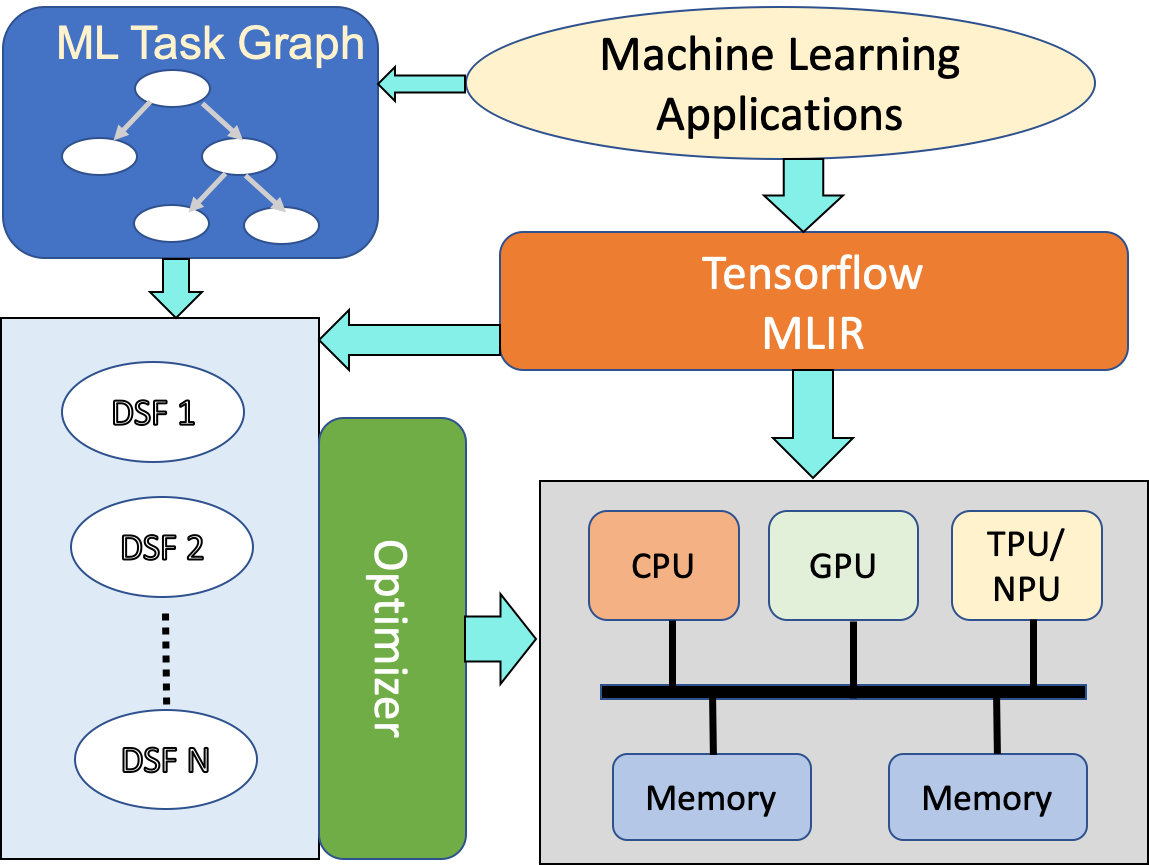 ML Task Graph
Machine Learning
Applications
Tensorflow
MLIR
DSF 1
DSF 2
DSF N
Optimizer
CPU
GPU
TPU/
NPU
Memory
Memory